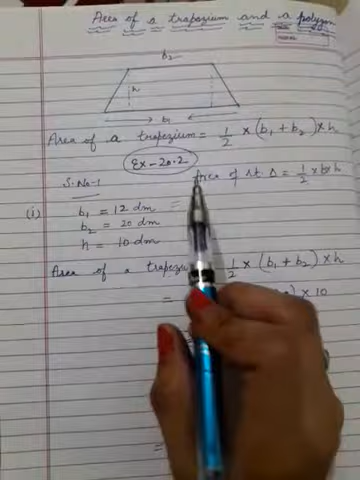 Area of a trapezium and a polygon
b₂
h
b₁
Area of a trapezium = 1/2 × (b₁ + b₂) × h
Ex-20.2
S.No-1
Area of rt. Δ = 1/2 × b × h
(i) b₁ = 12 dm =
b₂ = 20 dm
h = 10 dm
Area of a trapez 1/2 × (b₁ + b₂) × h
= ) × 10
=